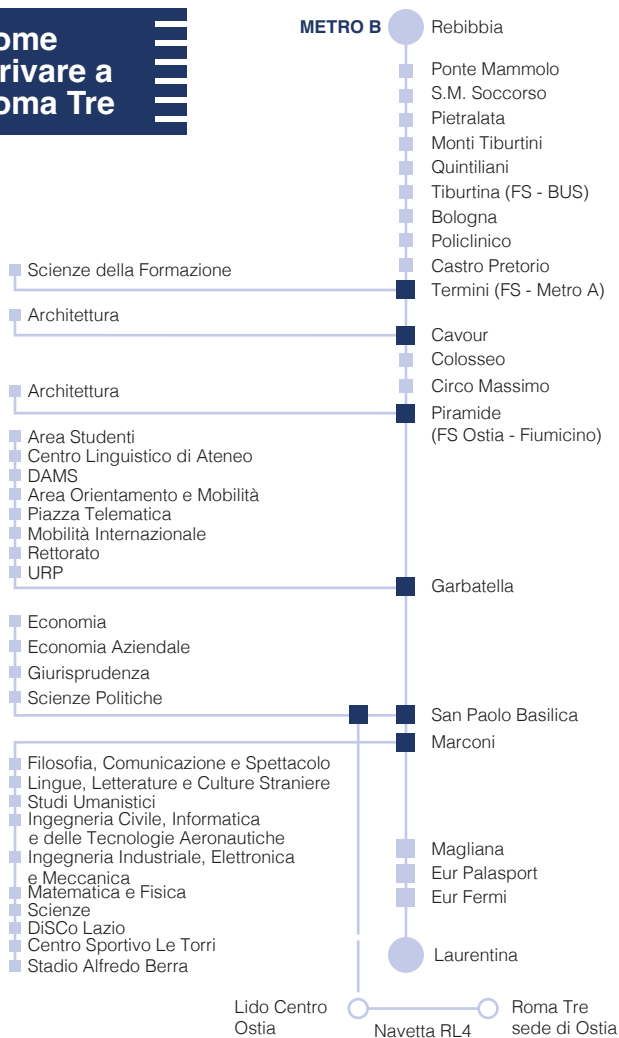 ome
rivare a
oma Tre
METRO B
Rebibbia
Ponte Mammolo
S.M. Soccorso
Pietralata
Monti Tiburtini
Quintiliani
Tiburtina (FS - BUS)
Bologna
Policlinico
Castro Pretorio
Scienze della Formazione
Termini (FS - Metro A)
Architettura
Cavour
Colosseo
Circo Massimo
Architettura
Piramide
(FS Ostia - Fiumicino)
Area Studenti
Centro Linguistico di Ateneo
DAMS
Area Orientamento e Mobilità
Piazza Telematica
Mobilità Internazionale
Rettorato
URP
Garbatella
Economia
Economia Aziendale
Giurisprudenza
Scienze Politiche
San Paolo Basilica
Marconi
Filosofia, Comunicazione e Spettacolo
Lingue, Letterature e Culture Straniere
Studi Umanistici
Ingegneria Civile, Informatica
e delle Tecnologie Aeronautiche
Ingegneria Industriale, Elettronica
e Meccanica
Matematica e Fisica
Scienze
DiSCo Lazio
Centro Sportivo Le Torri
Stadio Alfredo Berra
Magliana
Eur Palasport
Eur Fermi
Laurentina
Lido Centro
Ostia
Navetta RL4
Roma Tre
sede di Ostia